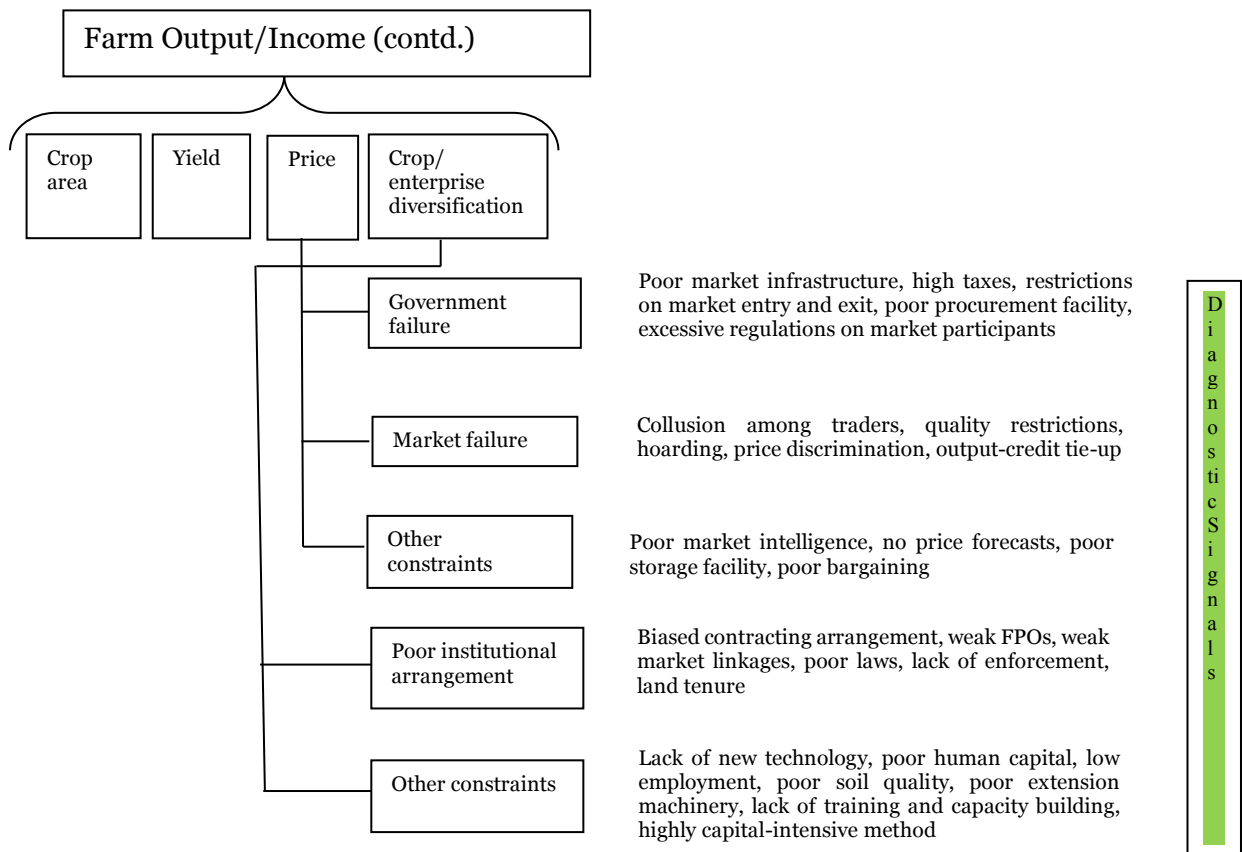 Farm Output/Income (contd.)
Crop
area
Yield
Price
Crop/
enterprise
diversification
Government
failure
Poor market infrastructure, high taxes, restrictions
on market entry and exit, poor procurement facility,
excessive regulations on market participants
Market failure
Collusion among traders, quality restrictions,
hoarding, price discrimination, output-credit tie-up
Other
constraints
Poor market intelligence, no price forecasts, poor
storage facility, poor bargaining
Poor institutional
arrangement
Biased contracting arrangement, weak FPOs, weak
market linkages, poor laws, lack of enforcement,
land tenure
Other constraints
Lack of new technology, poor human capital, low
employment, poor soil quality, poor extension
machinery, lack of training and capacity building,
highly capital-intensive method
D
i
a
g
n
o
s
ti
c
S
i
g
n
a
l
s